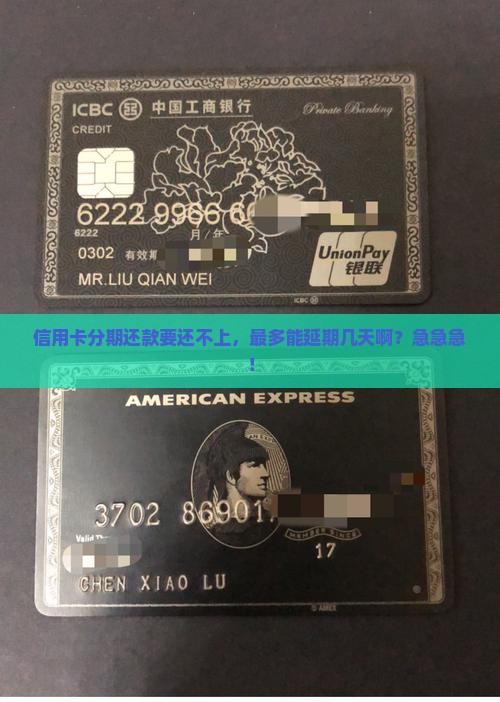 ICBC 中国工商银行
Private Banking
CREDIT
6222 9966 6
6222
月/年
0302 有效期
UnionPay
银联
MR.LIU QIAN WEI
ICBC
信用卡分期还款要还不上，最多能延期几天啊？急急急
！
AMERICAN EXPRESS
3702 86901
MEMBER SINCE
Valid Th
17
CHEN XIAO LU
© AMEX